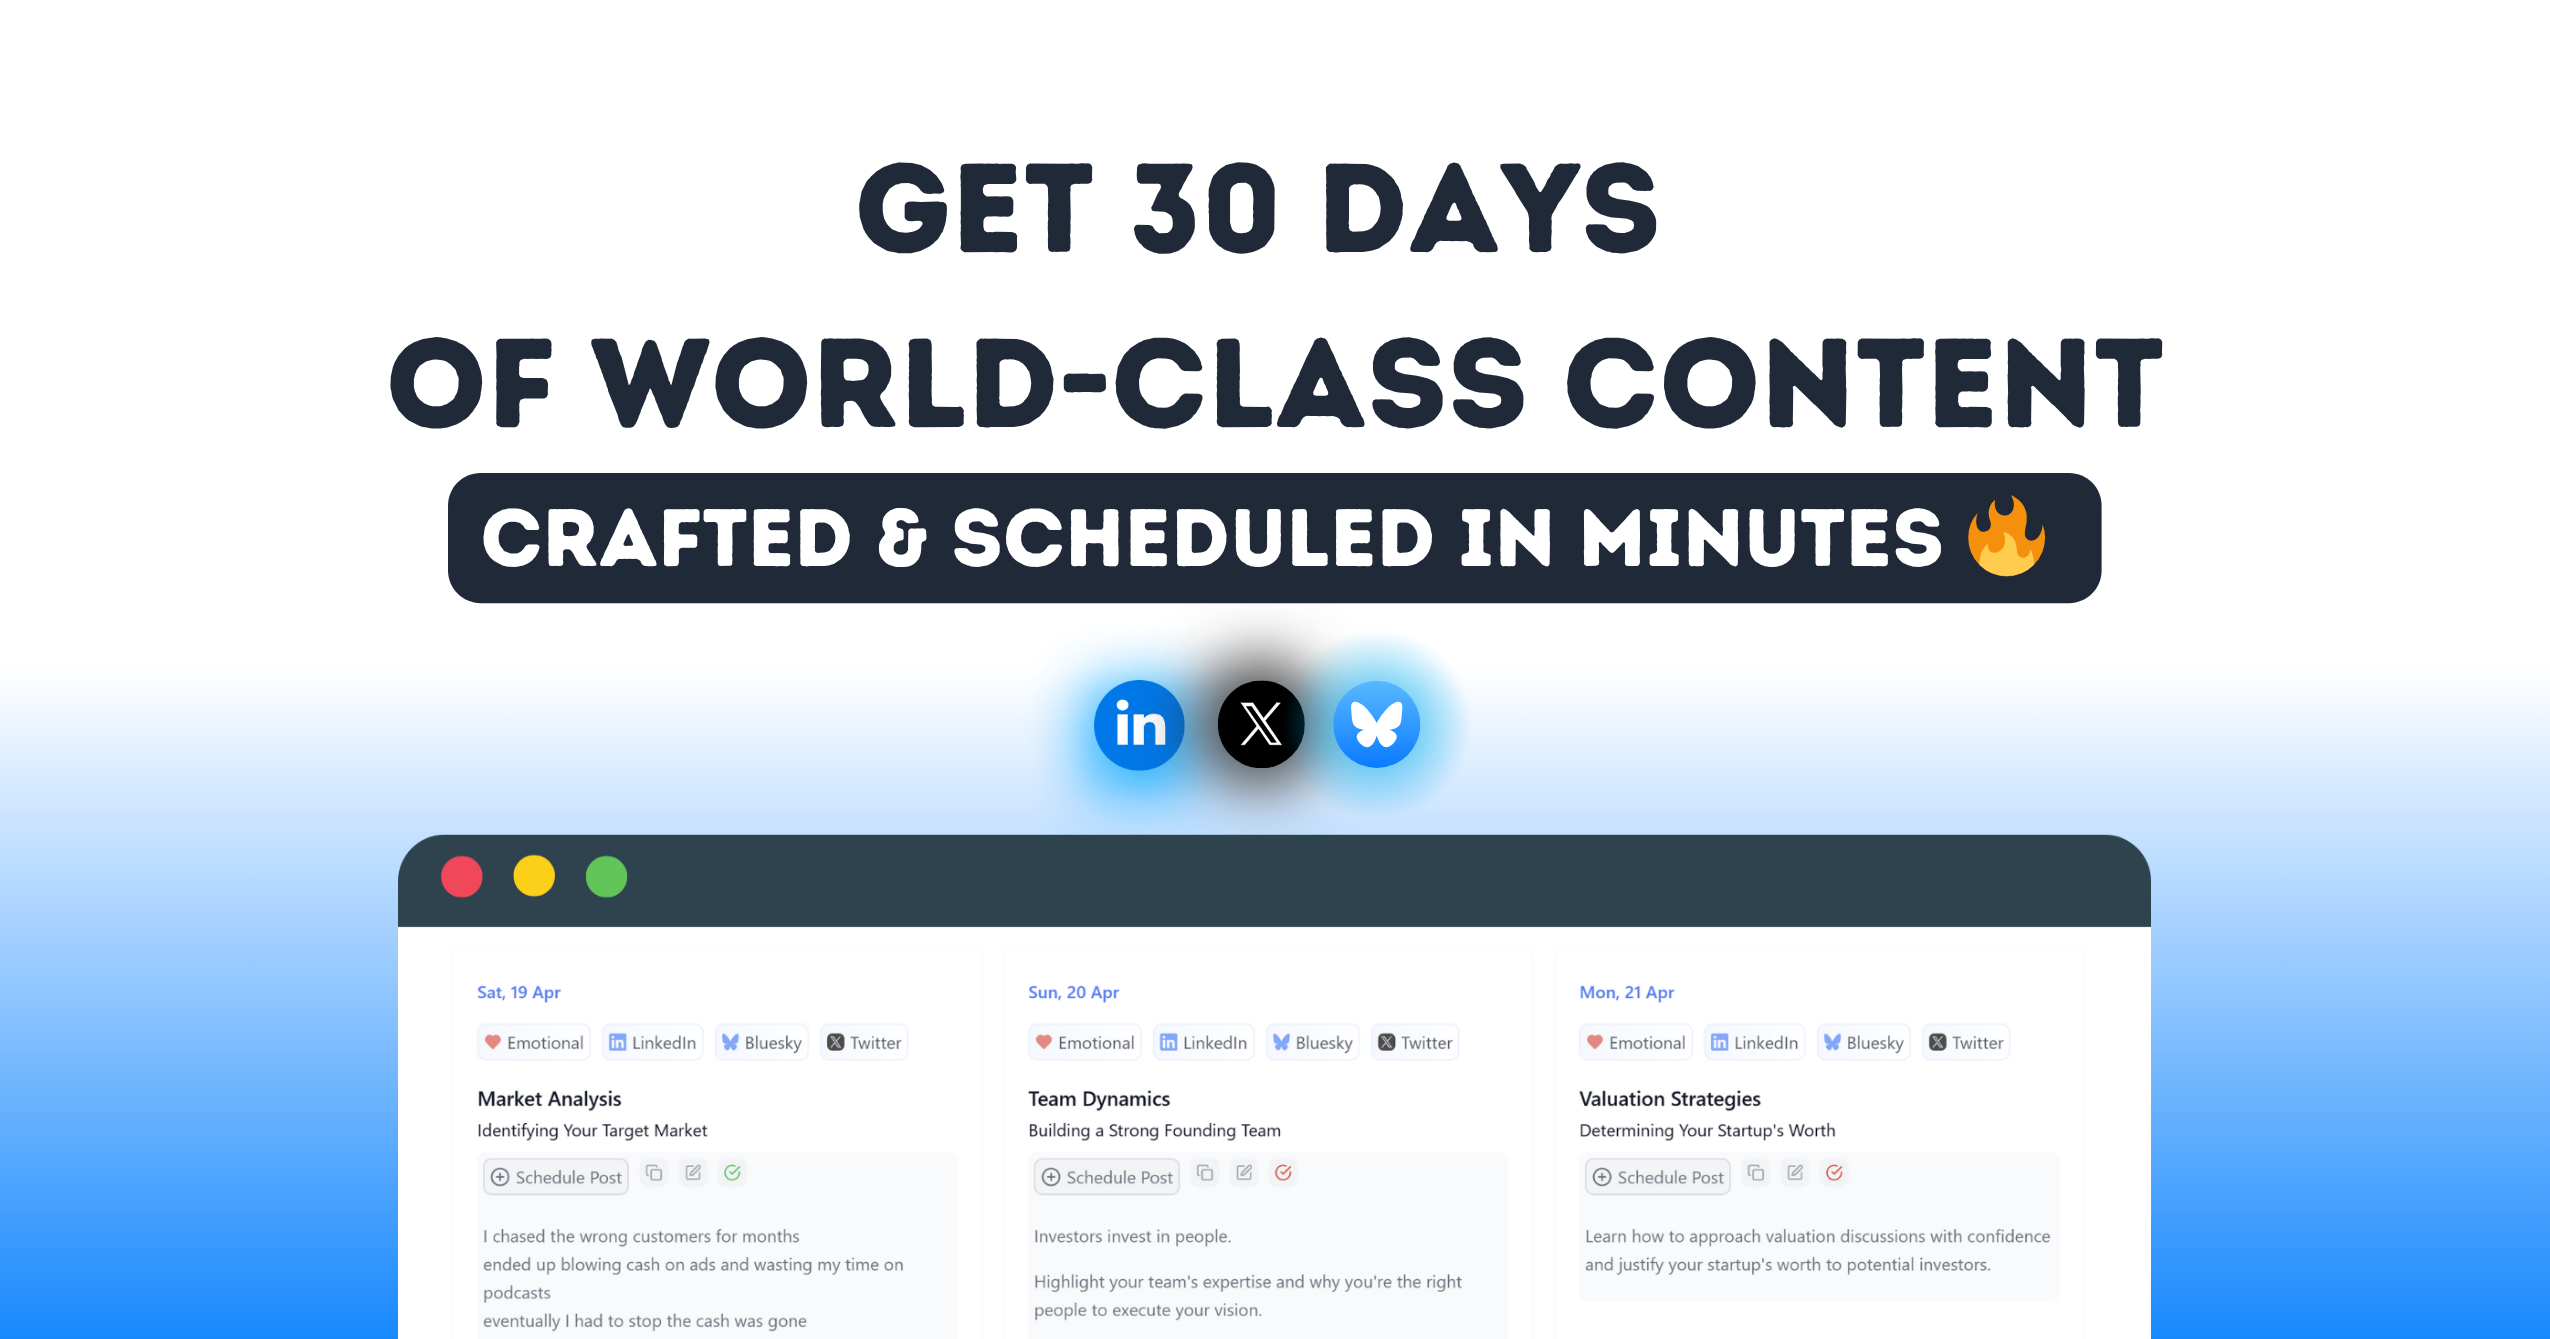 GET 30 DAYS
OF WORLD-CLASS CONTENT
CRAFTED & SCHEDULED IN MINUTES
in X
Sat, 19 Apr
Emotional LinkedIn Bluesky Twitter
Market Analysis
Identifying Your Target Market
Schedule Post
I chased the wrong customers for months
ended up blowing cash on ads and wasting my time on
podcasts
eventually I had to stop the cash was gone
Sun, 20 Apr
Emotional LinkedIn Bluesky Twitter
Team Dynamics
Building a Strong Founding Team
Schedule Post
Investors invest in people.
Highlight your team's expertise and why you're the right
people to execute your vision.
Mon, 21 Apr
Emotional LinkedIn Bluesky Twitter
Valuation Strategies
Determining Your Startup's Worth
Schedule Post
Learn how to approach valuation discussions with confidence
and justify your startup's worth to potential investors.